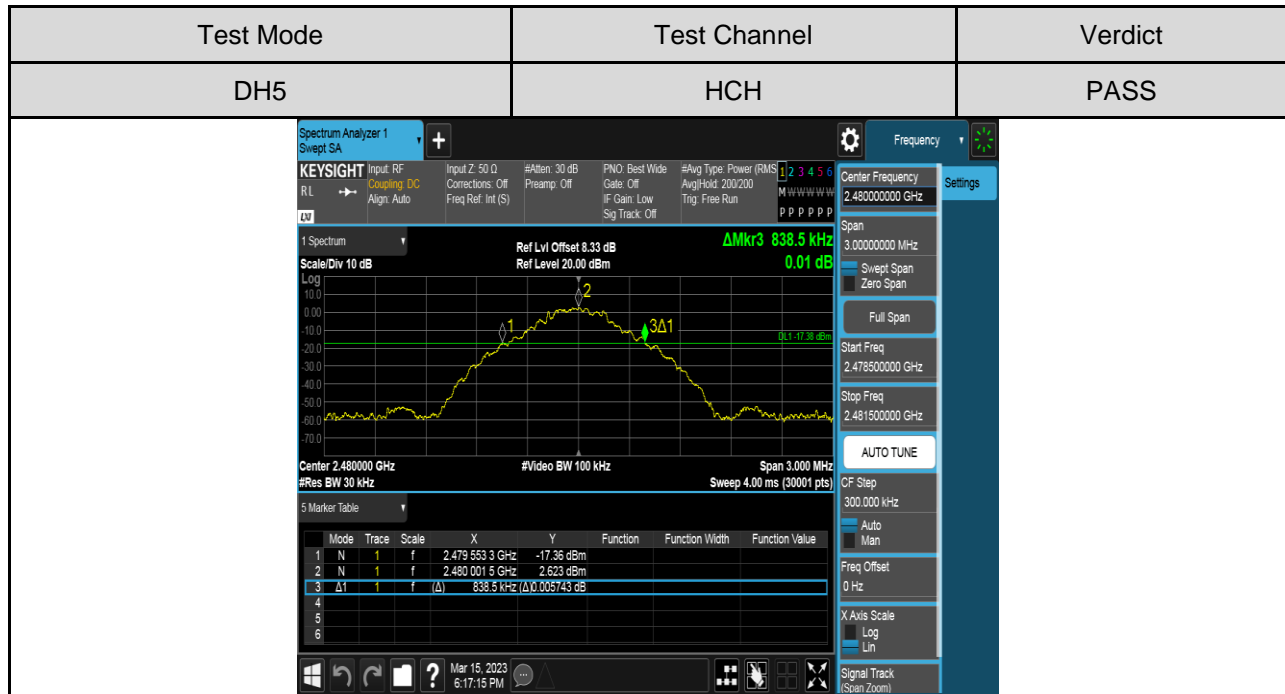 Test Mode Test Channel Verdict
DH5 HCH PASS
Spectrum Analyzer 1
Swept SA
+
Frequency
KEYSIGHT
RL
LXI
Input: RF
Coupling: DC
Align: Auto
Input Z: 50 Ω
Corrections: Off
Freq Ref: Int (S)
#Atten: 30 dB
Preamp: Off
PNO: Best Wide
Gate: Off
IF Gain: Low
Sig Track: Off
#Avg Type: Power (RMS
Avg|Hold: 200/200
Trig: Free Run
1 2 3 4 5 6
M W W W W W
P P P P P P
1 Spectrum
Scale/Div 10 dB
Ref Lvl Offset 8.33 dB
Ref Level 20.00 dBm
ΔMkr3 838.5 kHz
0.01 dB
Log
10.0
0.00
-10.0
-20.0
-30.0
-40.0
-50.0
-60.0
-70.0
1
2
3Δ1
DL1 -17.38 dBm
Center 2.480000 GHz
#Video BW 100 kHz
Span 3.000 MHz
#Res BW 30 kHz
Sweep 4.00 ms (30001 pts)
5 Marker Table
Mode Trace Scale X Y Function Function Width Function Value
1 N 1 f 2.479 553 3 GHz -17.36 dBm
2 N 1 f 2.480 001 5 GHz 2.623 dBm
3 Δ1 1 f (Δ) 838.5 kHz (Δ)0.005743 dB
4
5
6
?
Mar 15, 2023
6:17:15 PM
Center Frequency
2.480000000 GHz
Settings
Span
3.00000000 MHz
Swept Span
Zero Span
Full Span
Start Freq
2.478500000 GHz
Stop Freq
2.481500000 GHz
AUTO TUNE
CF Step
300.000 kHz
Auto
Man
Freq Offset
0 Hz
X Axis Scale
Log
Lin
Signal Track
(Span Zoom)